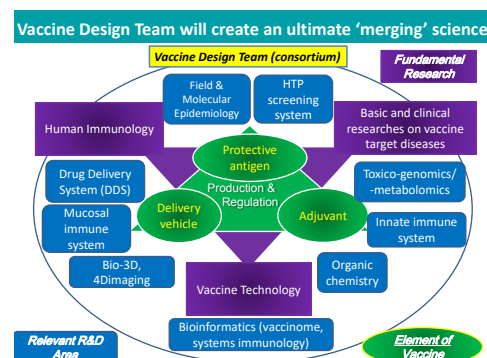 Vaccine Design Team will create an ultimate ‘merging’ science
Vaccine Design Team (consortium)
Fundamental
Research
Field &
Molecular
Epidemiology
HTP
screening
system
Human Immunology
Basic and clinical
researches on vaccine
target diseases
Protective
antigen
Drug Delivery
System (DDS)
Production &
Regulation
Toxico-genomics/
-metabolomics
Mucosal
immune
system
Delivery
vehicle
Adjuvant
Innate immune
system
Bio-3D,
4Dimaging
Vaccine Technology
Organic
chemistry
Bioinformatics (vaccinome,
systems immunology)
Relevant R&D
Area
Element of
Vaccine